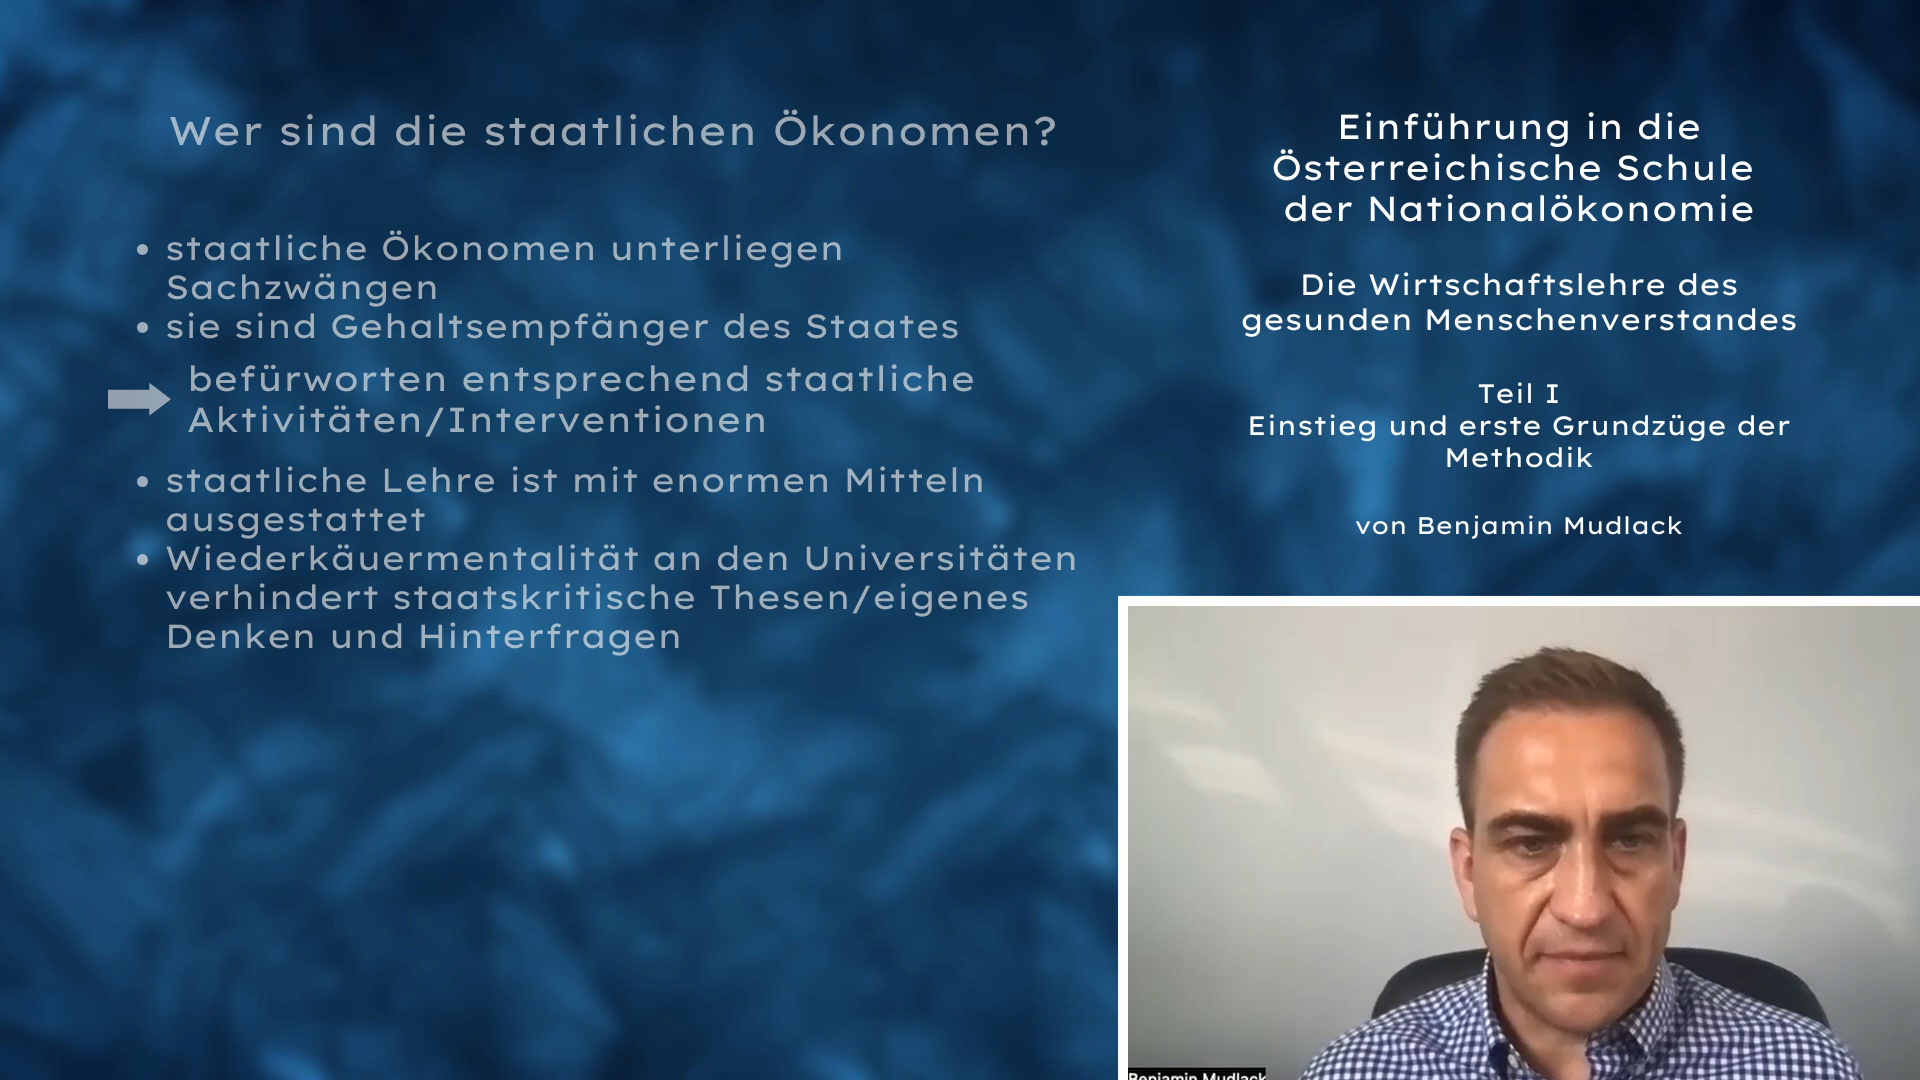 Wer sind die staatlichen Ökonomen?
• staatliche Ökonomen unterliegen
Sachzwängen
• sie sind Gehaltsempfänger des Staates
befürworten entsprechend staatliche
Aktivitäten/Interventionen
• staatliche Lehre ist mit enormen Mitteln
ausgestattet
• Wiederkäuermentalität an den Universitäten
verhindert staatskritische Thesen/eigenes
Denken und Hinterfragen
Einführung in die
Österreichische Schule
der Nationalökonomie
Die Wirtschaftslehre des
gesunden Menschenverstandes
Teil I
Einstieg und erste Grundzüge der
Methodik
von Benjamin Mudlack
Benjamin Mudlack